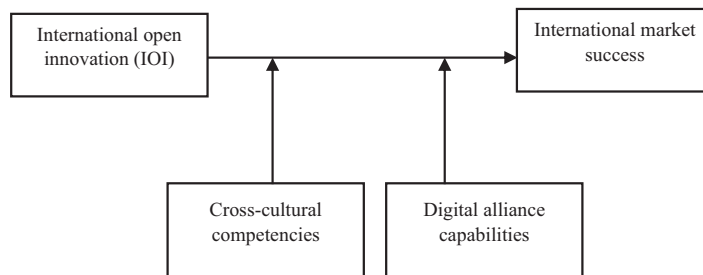 International open
innovation (IOI)
International market
success
Cross-cultural
competencies
Digital alliance
capabilities